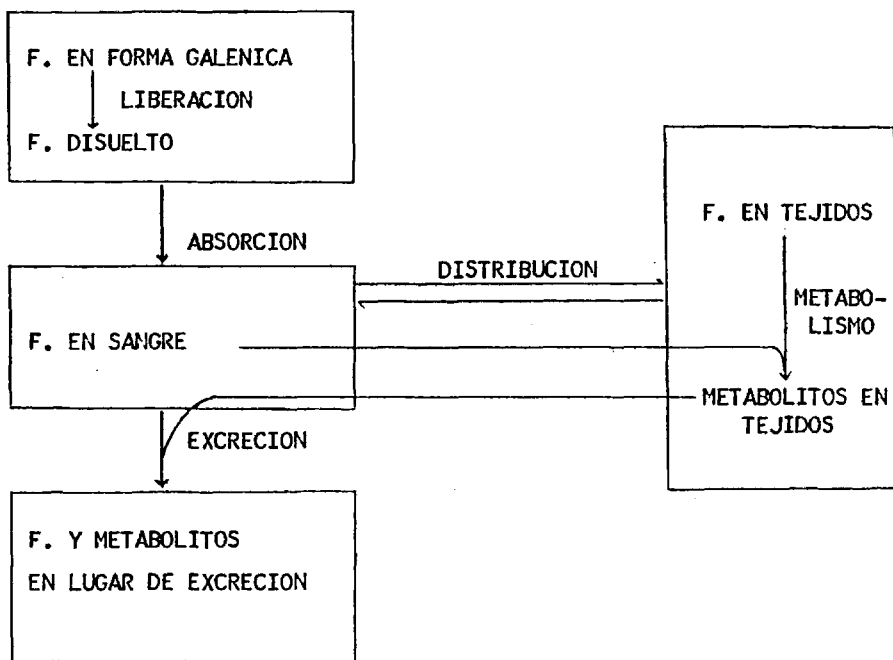 F. EN FORMA GALENICA
LIBERACION
F. DISUELTO
ABSORCION
F. EN SANGRE
DISTRIBUCION
F. EN TEJIDOS
METABO-
LISMO
METABOLITOS EN
TEJIDOS
EXCRECION
F. Y METABOLITOS
EN LUGAR DE EXCRECION